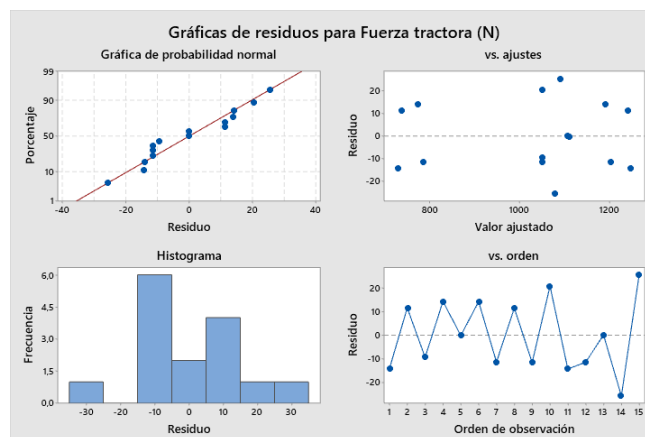 Gráficas de residuos para Fuerza tractora (N)
Gráfica de probabilidad normal
99
90
50
10
1
Porcentaje
-40 -20 0 20 40
Residuo
vs. ajustes
20
10
0
-10
-20
Residuo
800 1000 1200
Valor ajustado
Histograma
6,0
4,5
3,0
1,5
0,0
Frecuencia
-30 -20 -10 0 10 20 30
Residuo
vs. orden
20
10
0
-10
-20
Residuo
1 2 3 4 5 6 7 8 9 10 11 12 13 14 15
Orden de observación